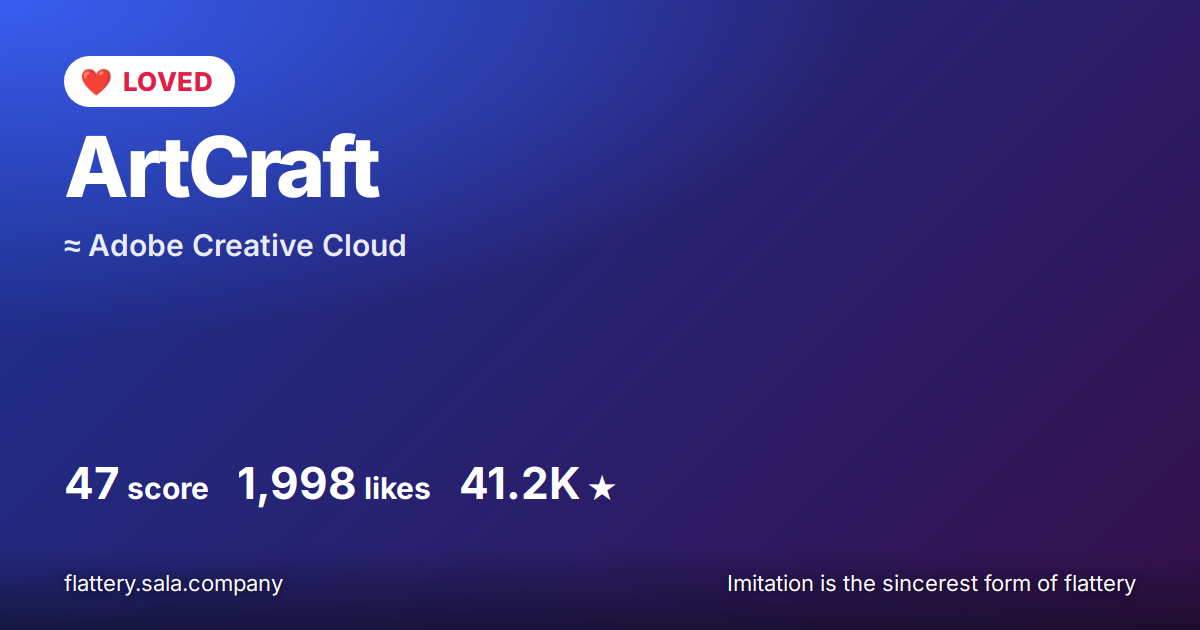 ❤️ LOVED
ArtCraft
≈ Adobe Creative Cloud
47 score 1,998 likes 41.2K ★
flattery.sala.company
Imitation is the sincerest form of flattery